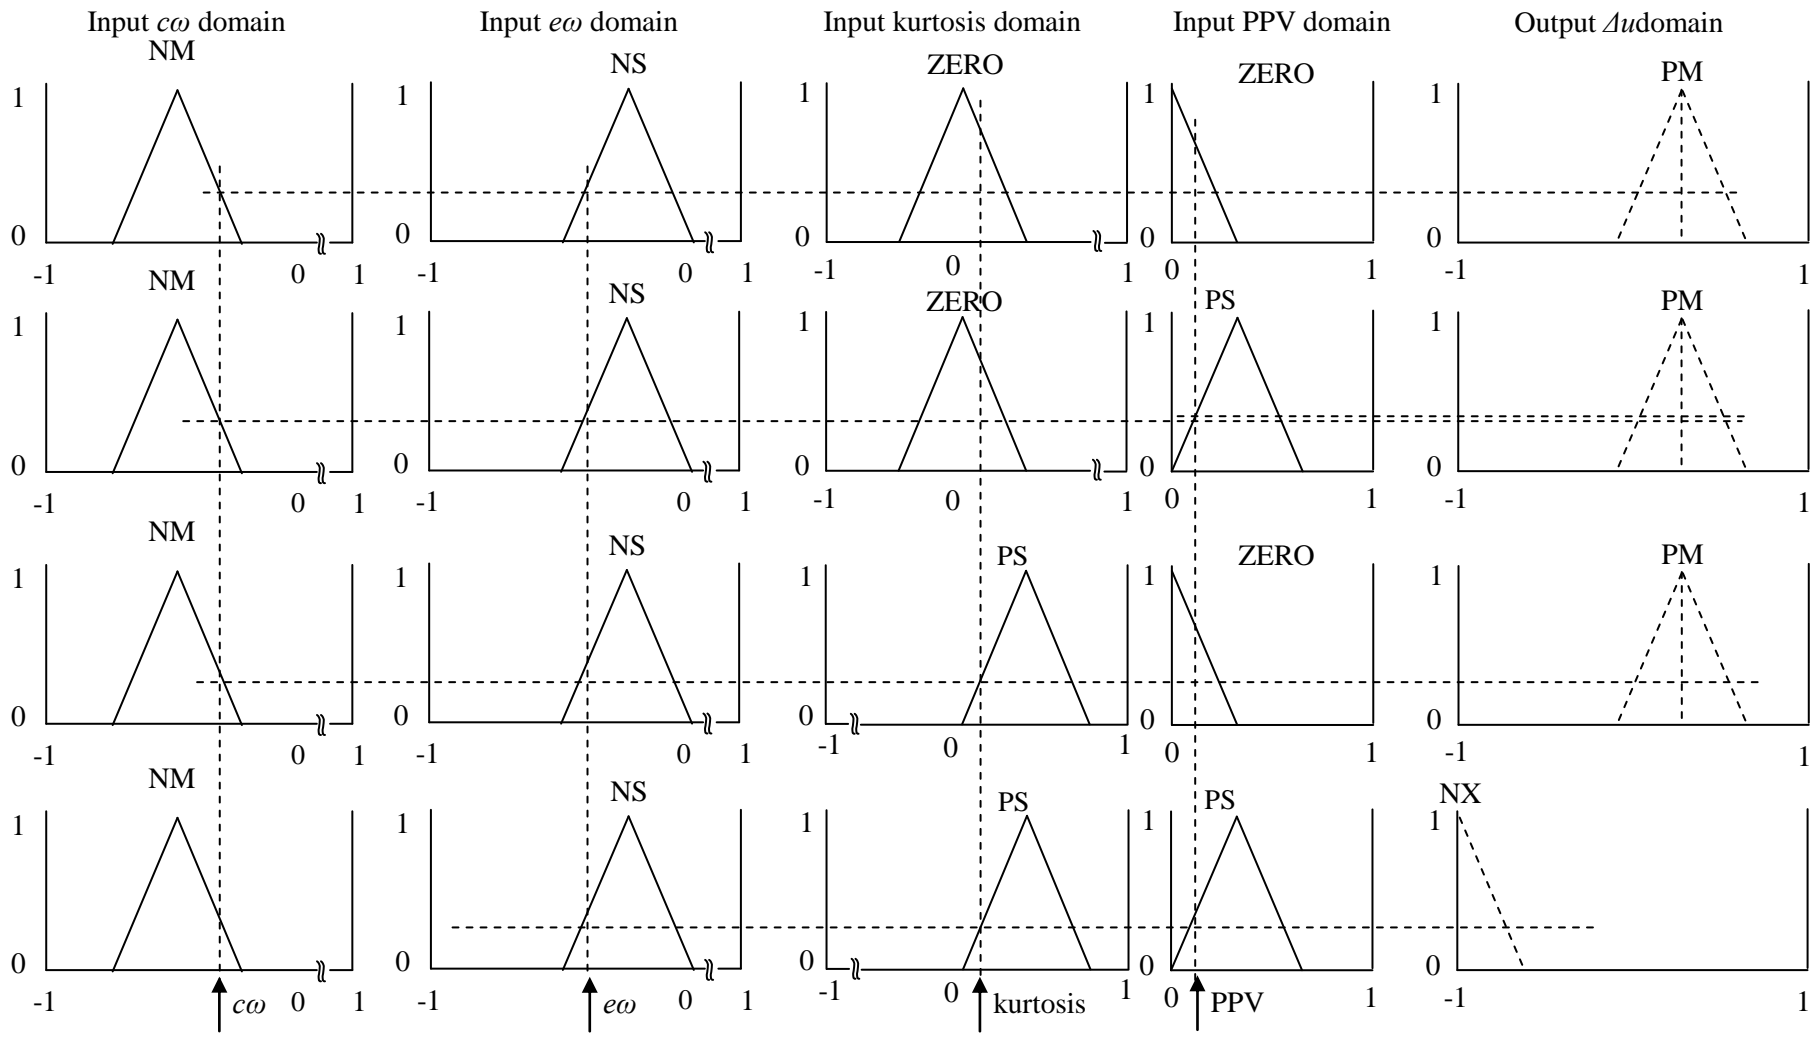 Input cω domain Input eω domain Input kurtosis domain Input PPV domain Output Δudomain
NM NS ZERO ZERO PM
1 1 1 1 1
0 0 0 0 0
-1 0 1 -1 0 1 -1 0 1 0 1 -1 1
NM NS ZERO PS PM
1 1 1 1 1
0 0 0 0 0
-1 0 1 -1 0 1 -1 0 1 0 1 -1 1
NM NS PS ZERO PM
1 1 1 1 1
0 0 0 0 0
-1 0 1 -1 0 1 -1 0 1 0 1 -1 1
NM NS PS PS NX
1 1 1 1 1
0 0 0 0 0
-1 0 1 -1 0 1 -1 0 1 0 1 -1 1
cω eω kurtosis PPV